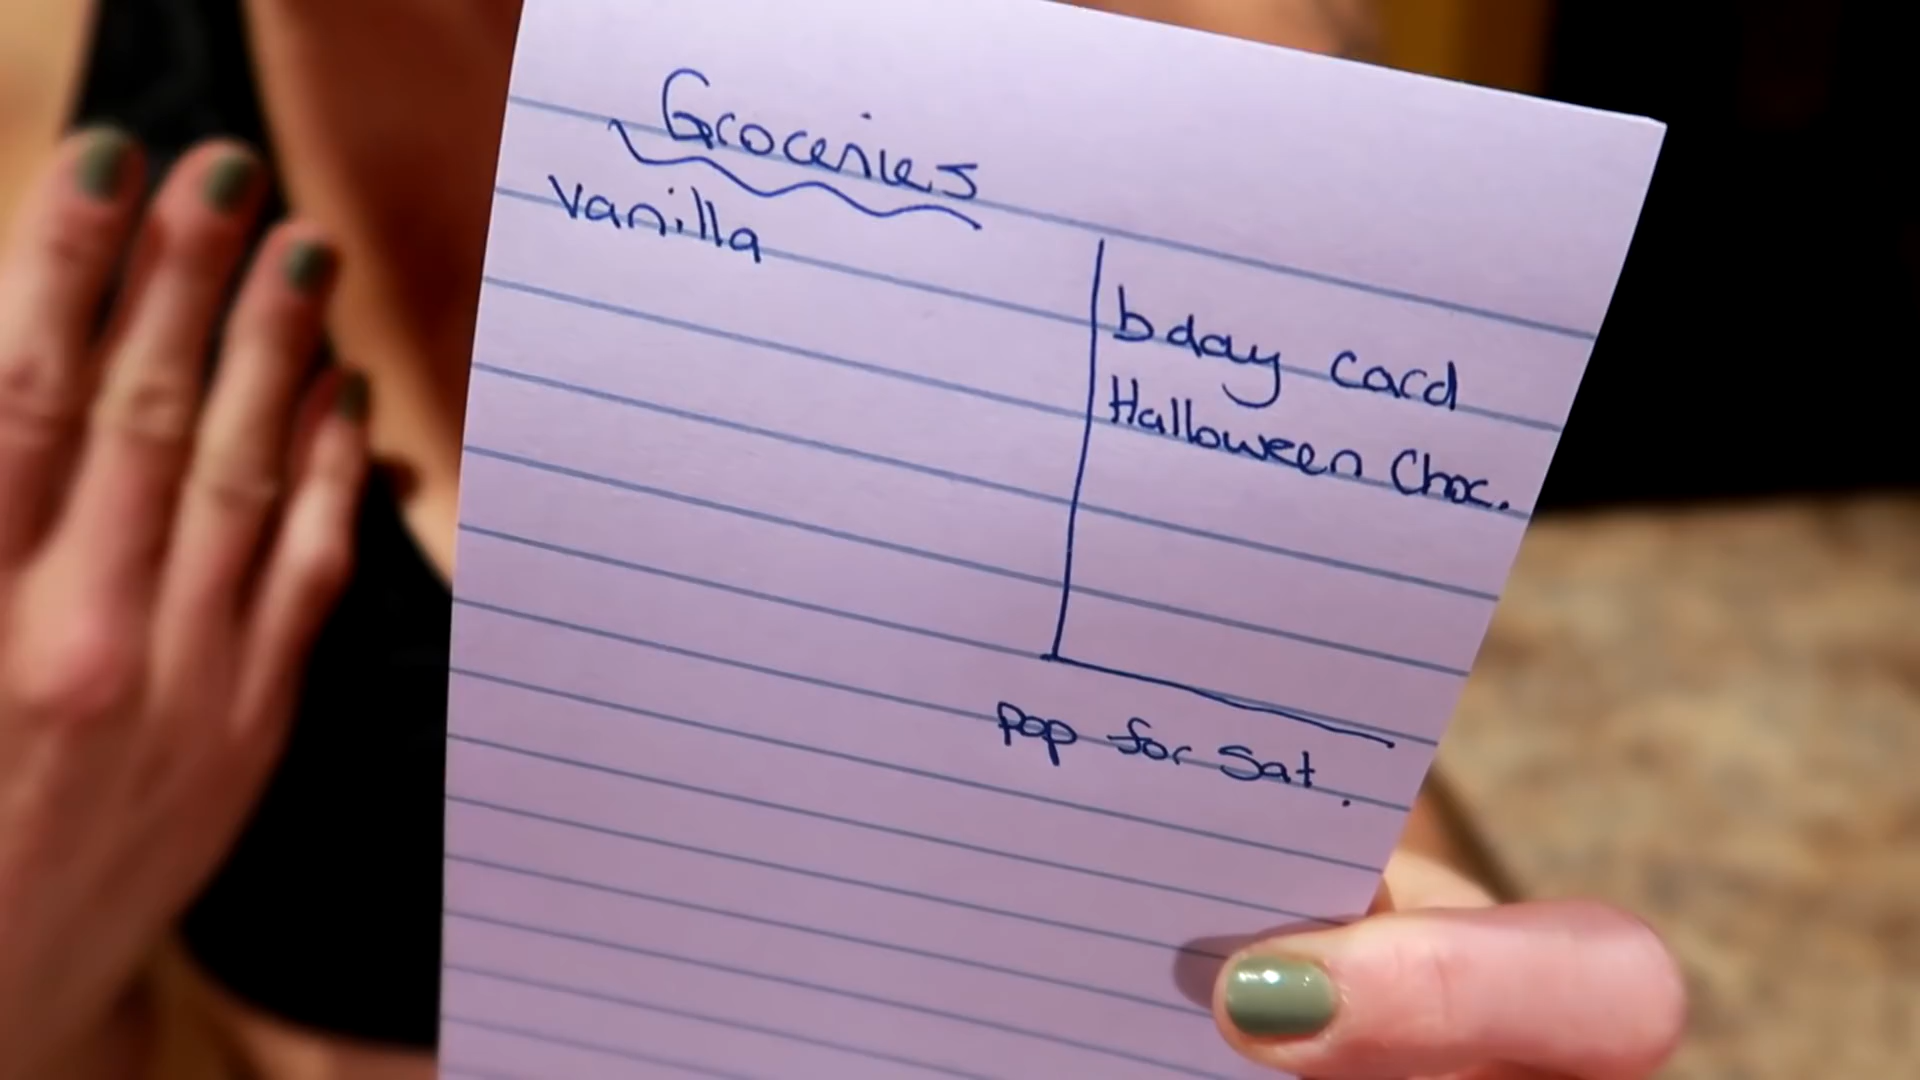 Groceries
Vanilla
bday card
Halloween Choc.
Pop for Sat.